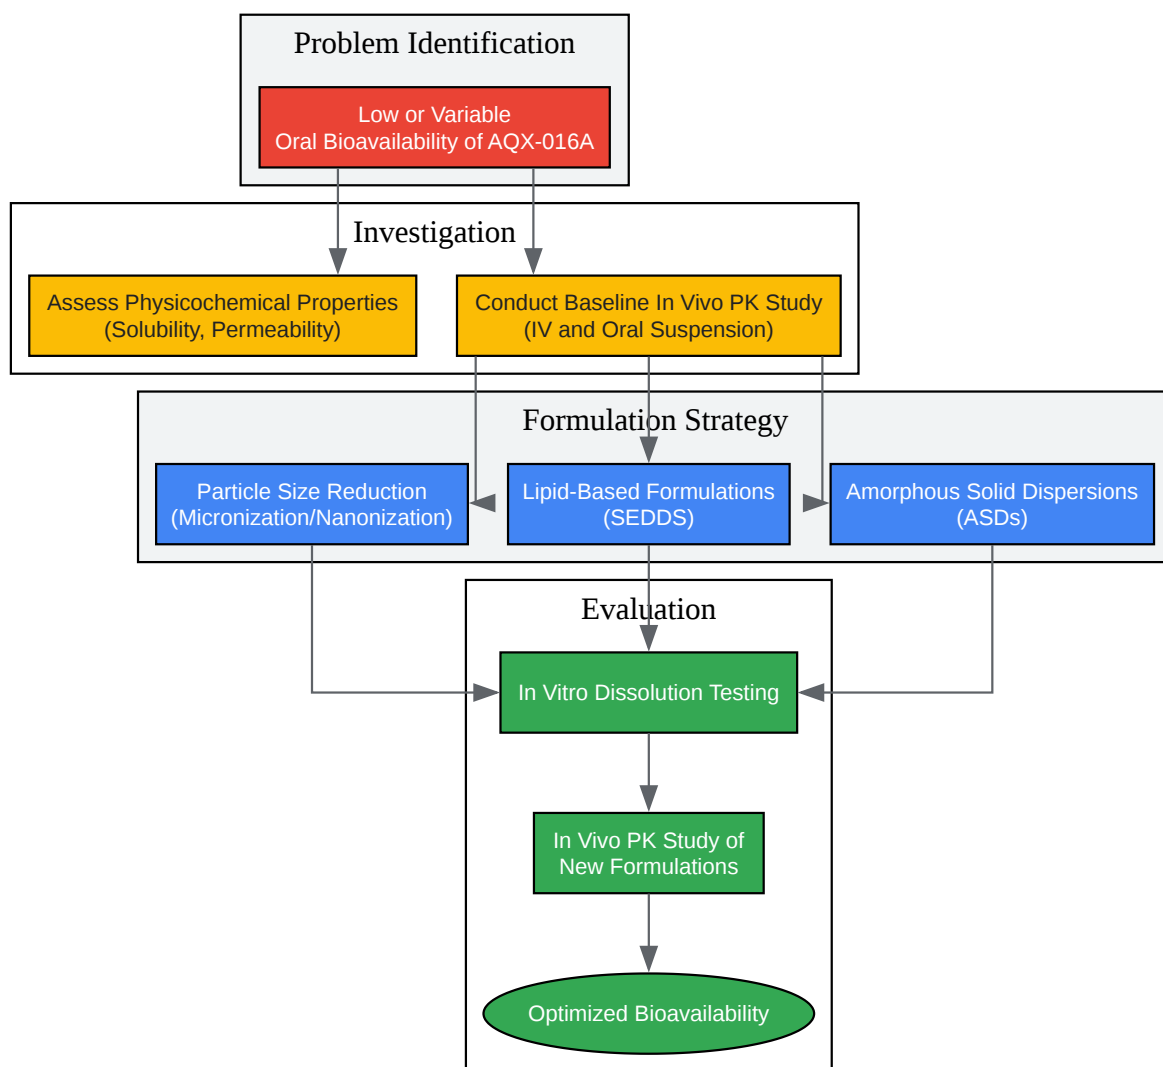 Problem Identification
Low or Variable
Oral Bioavailability of AQX-016A
Investigation
Assess Physicochemical Properties
(Solubility, Permeability)
Conduct Baseline In Vivo PK Study
(IV and Oral Suspension)
Formulation Strategy
Particle Size Reduction
(Micronization/Nanonization)
Lipid-Based Formulations
(SEDDS)
Amorphous Solid Dispersions
(ASDs)
Evaluation
In Vitro Dissolution Testing
In Vivo PK Study of
New Formulations
Optimized Bioavailability